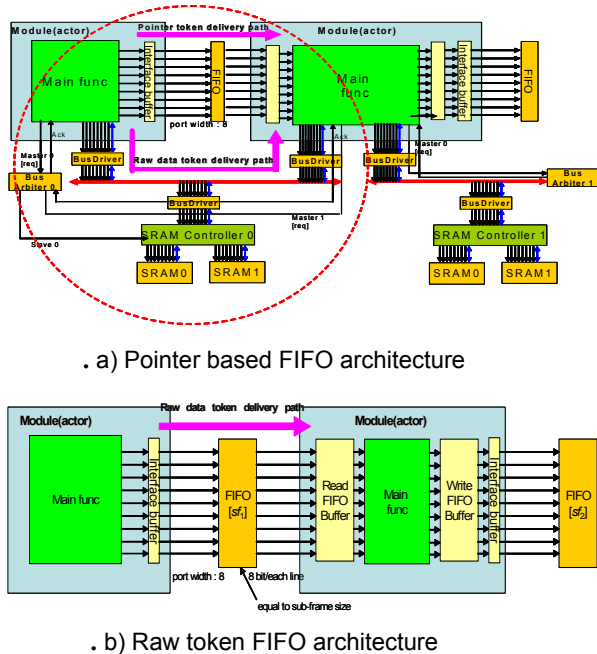 Module(actor)
Pointer token delivery path
Module(actor)
Main func
Interface buffer
FIFO
Main
func
Interface buffer
FIFO
Ack
port width : 8
Ack
Master 0
[req]
Raw data token delivery path
Master 0
[req]
BusDriver
BusDriver
BusDriver
Bus
Arbiter 0
Bus
Arbiter 1
BusDriver
BusDriver
Master 1
[req]
Slave 0
SRAM Controller 0
SRAM Controller 1
SRAM0
SRAM1
SRAM0
SRAM1
. a) Pointer based FIFO architecture
Raw data token delivery path
Module(actor)
Module(actor)
Main func
Interface buffer
FIFO
[sf1]
Read
FIFO
Buffer
Main
func
Write
FIFO
Buffer
Interface buffer
FIFO
[sf2]
port width : 8
8 bit/each line
equal to sub-frame size
. b) Raw token FIFO architecture